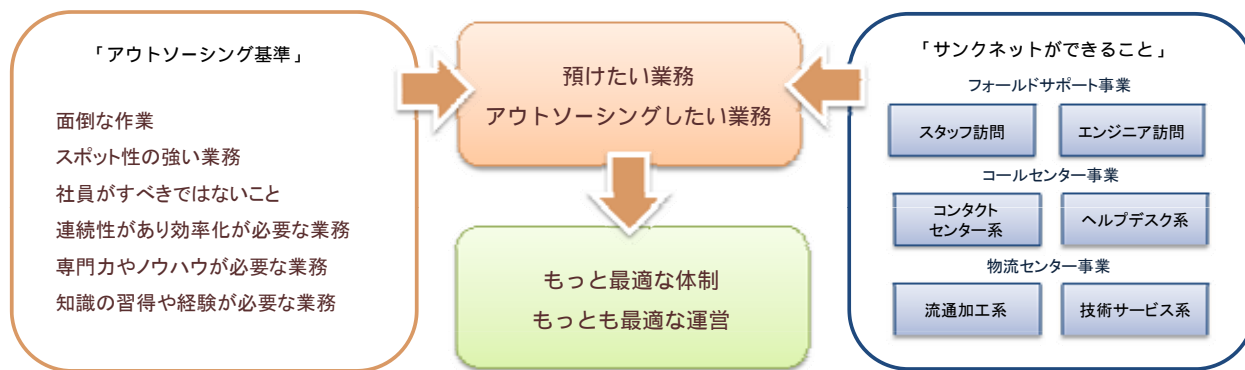 「アウトソーシング基準」
面倒な作業
スポット性の強い業務
社員がすべきではないこと
連続性があり効率化が必要な業務
専門力やノウハウが必要な業務
知識の習得や経験が必要な業務
預けたい業務
アウトソーシングしたい業務
もっと最適な体制
もっとも最適な運営
「サンクネットができること」
フォールドサポート事業
スタッフ訪問
エンジニア訪問
コールセンター事業
コンタクト
センター系
ヘルプデスク系
物流センター事業
流通加工系
技術サービス系